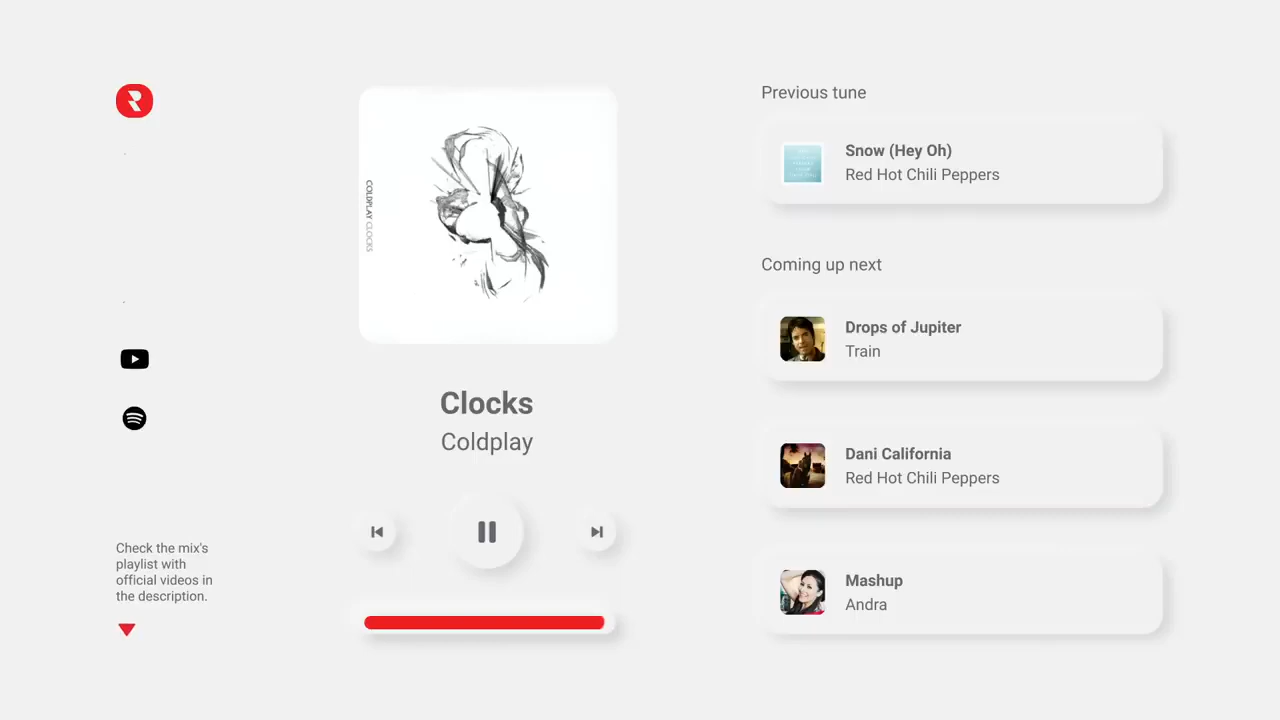 COLDPLAY CLOCKS
Clocks
Coldplay
Check the mix's
playlist with
official videos in
the description.
Previous tune
Snow (Hey Oh)
Red Hot Chili Peppers
Coming up next
Drops of Jupiter
Train
Dani California
Red Hot Chili Peppers
Mashup
Andra